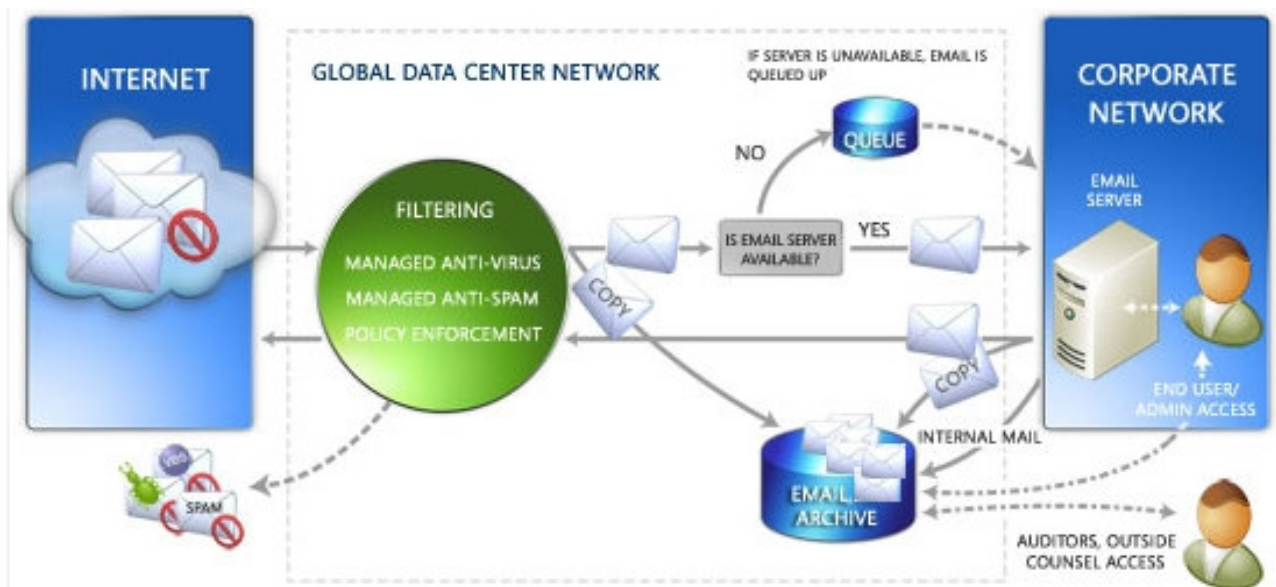 INTERNET
GLOBAL DATA CENTER NETWORK
IF SERVER IS UNAVAILABLE, EMAIL IS
QUEUED UP
CORPORATE
NETWORK
QUEUE
NO
EMAIL
SERVER
FILTERING
MANAGED ANTI-VIRUS
MANAGED ANTI-SPAM
POLICY ENFORCEMENT
IS EMAIL SERVER
AVAILABLE?
YES
COPY
COPY
END USER/
ADMIN ACCESS
INTERNAL MAIL
SPAM
EMAIL
ARCHIVE
AUDITORS, OUTSIDE
COUNSEL ACCESS